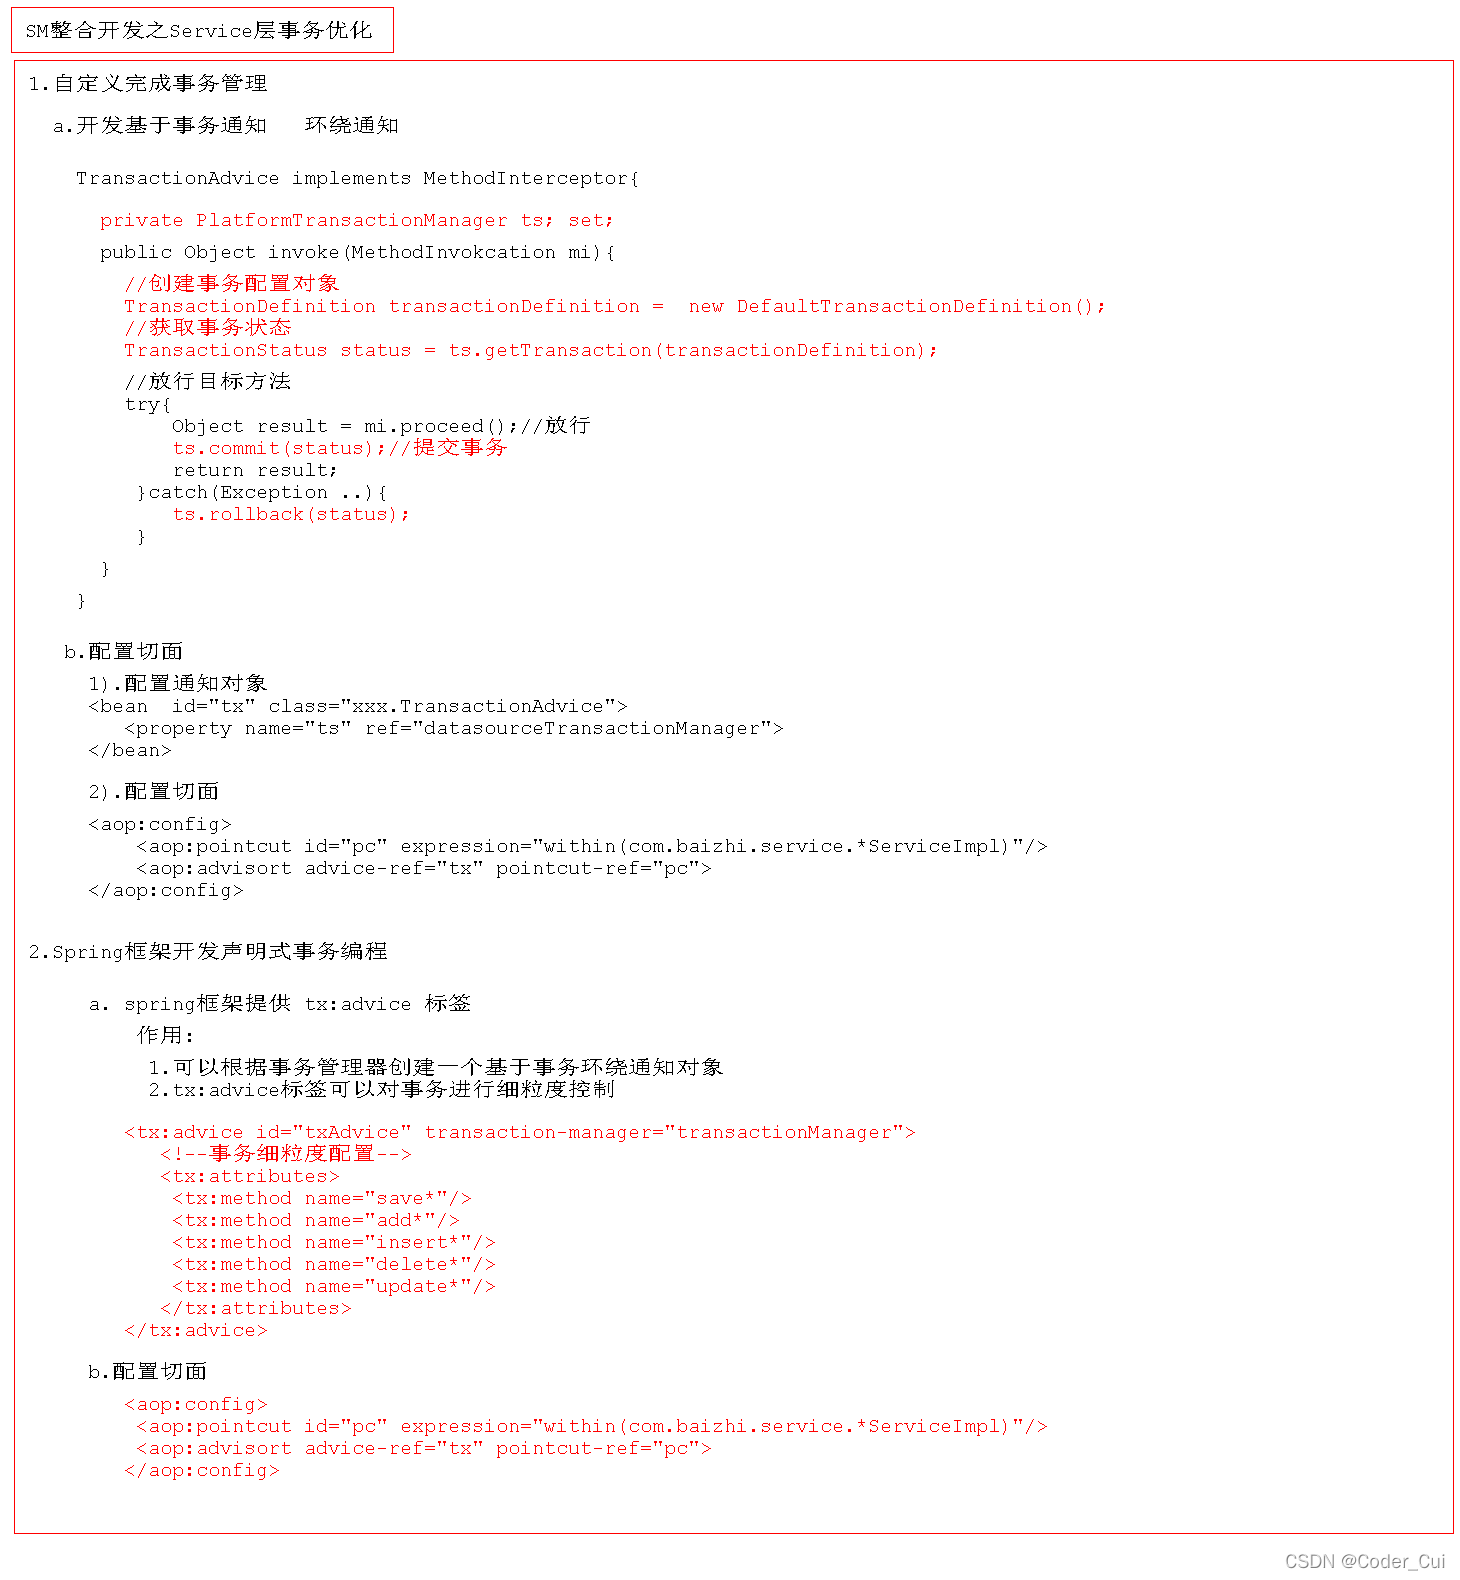 SM整合开发之Service层事务优化
1.自定义完成事务管理
a.开发基于事务通知   环绕通知
TransactionAdvice implements MethodInterceptor{
private PlatformTransactionManager ts; set;
public Object invoke(MethodInvokcation mi){
//创建事务配置对象
TransactionDefinition transactionDefinition =  new DefaultTransactionDefinition();
//获取事务状态
TransactionStatus status = ts.getTransaction(transactionDefinition);
//放行目标方法
try{
Object result = mi.proceed();//放行
ts.commit(status);//提交事务
return result;
}catch(Exception ..){
ts.rollback(status);
}
}
}
b.配置切面
1).配置通知对象
<bean  id="tx" class="xxx.TransactionAdvice">
<property name="ts" ref="datasourceTransactionManager">
</bean>
2).配置切面
<aop:config>
<aop:pointcut id="pc" expression="within(com.baizhi.service.*ServiceImpl)"/>
<aop:advisort advice-ref="tx" pointcut-ref="pc">
</aop:config>
2.Spring框架开发声明式事务编程
a. spring框架提供 tx:advice 标签
作用:
1.可以根据事务管理器创建一个基于事务环绕通知对象
2.tx:advice标签可以对事务进行细粒度控制
<tx:advice id="txAdvice" transaction-manager="transactionManager">
<!--事务细粒度配置-->
<tx:attributes>
<tx:method name="save*"/>
<tx:method name="add*"/>
<tx:method name="insert*"/>
<tx:method name="delete*"/>
<tx:method name="update*"/>
</tx:attributes>
</tx:advice>
b.配置切面
<aop:config>
<aop:pointcut id="pc" expression="within(com.baizhi.service.*ServiceImpl)"/>
<aop:advisort advice-ref="tx" pointcut-ref="pc">
</aop:config>
CSDN @Coder_Cui